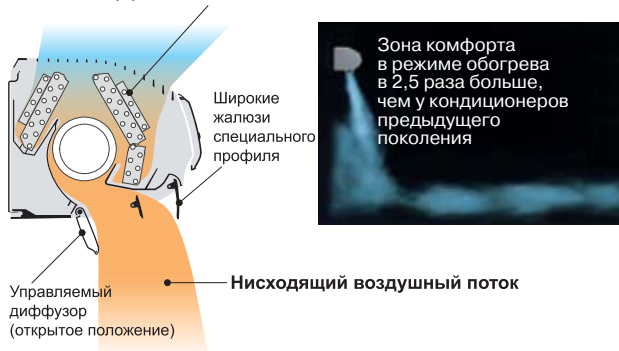 Зона комфорта
в режиме обогрева
в 2,5 раза больше,
чем у кондиционеров
предыдущего
поколения
Широкие
жалюзи
специального
профиля
Нисходящий воздушный поток
Управляемый
диффузор
(открытое положение)